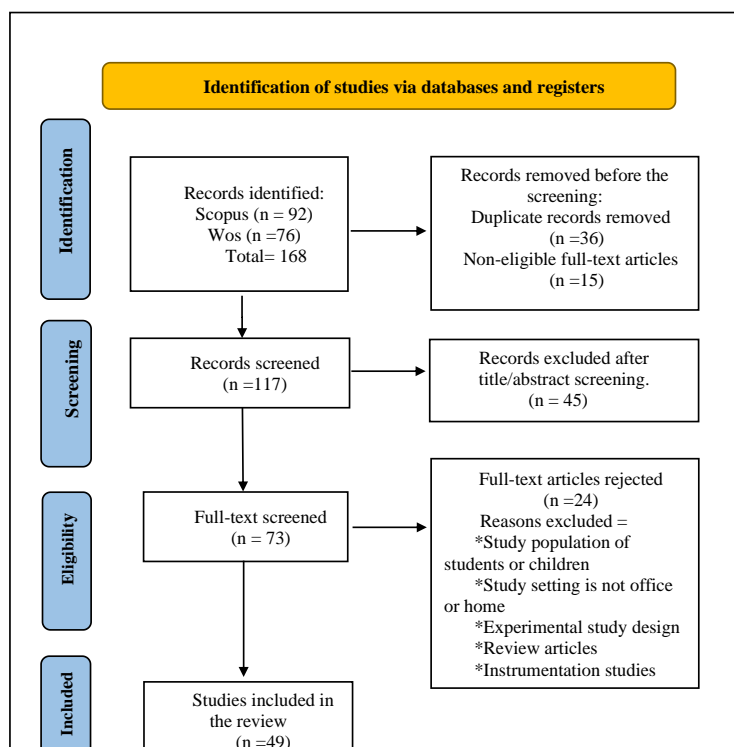 Identification of studies via databases and registers
Identification
Records identified:
Scopus (n = 92)
Wos (n =76)
Total= 168
Records removed before the
screening:
Duplicate records removed
(n =36)
Non-eligible full-text articles
(n =15)
Screening
Records screened
(n =117)
Records excluded after
title/abstract screening.
(n = 45)
Eligibility
Full-text screened
(n = 73)
Full-text articles rejected
(n =24)
Reasons excluded =
*Study population of
students or children
*Study setting is not office
or home
*Experimental study design
*Review articles
*Instrumentation studies
Included
Studies included in
the review
(n =49)